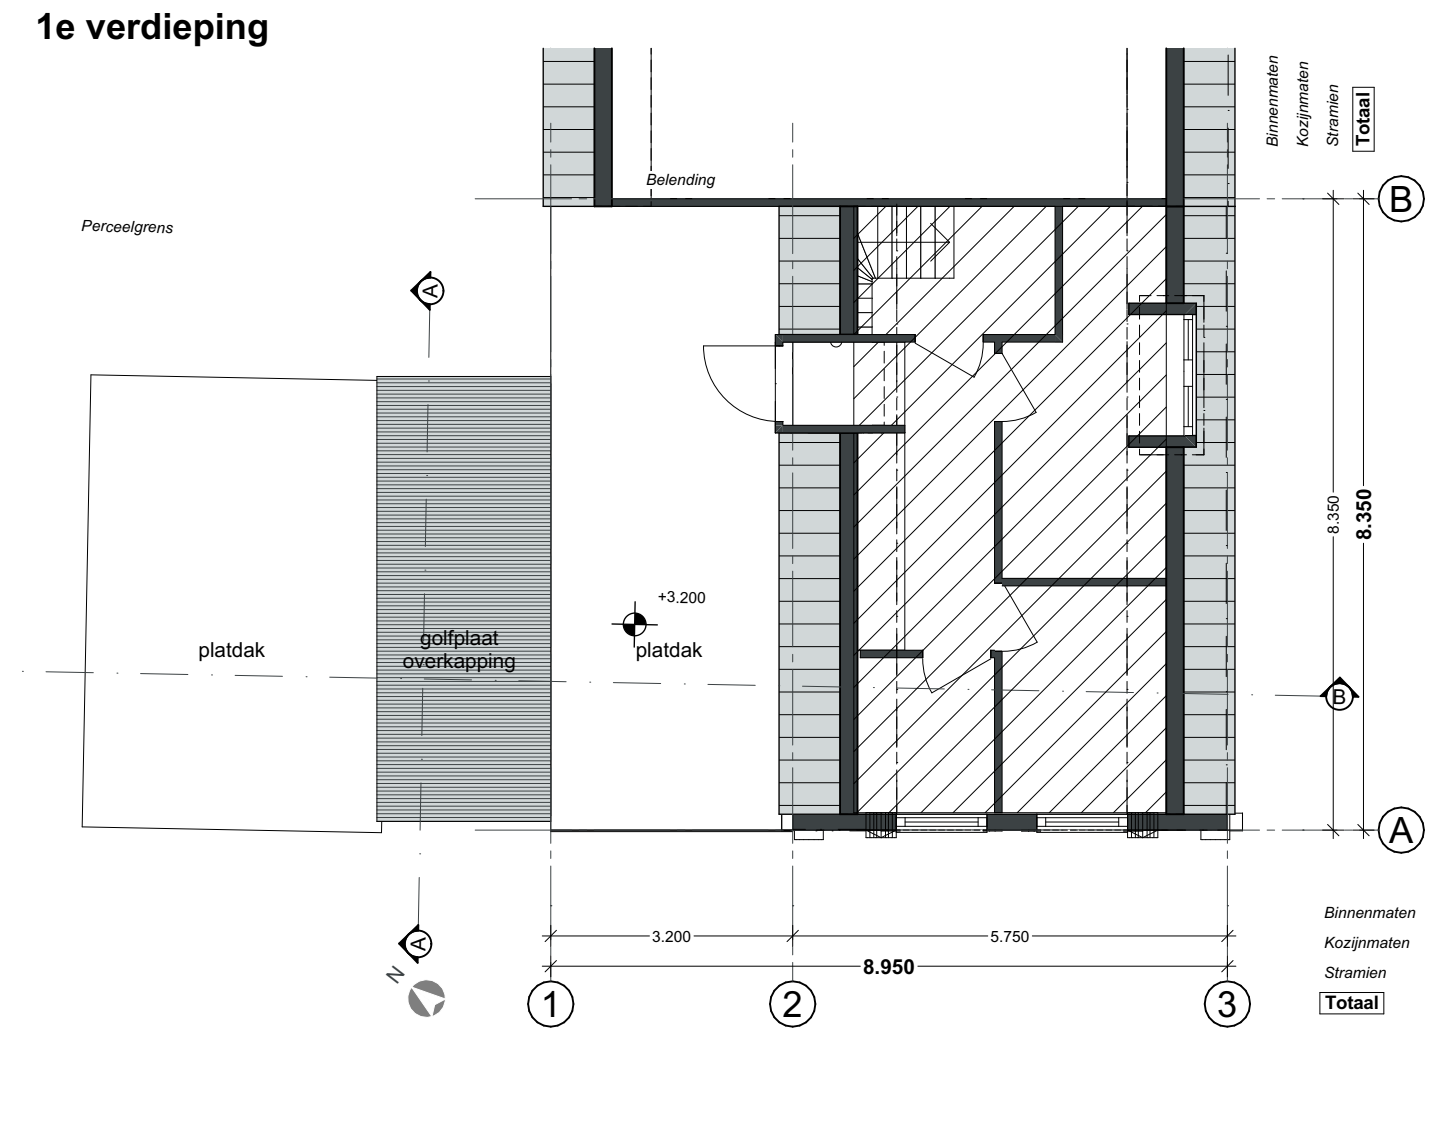 1e verdieping
Binnenmaten
Kozijnmaten
Stramien
Totaal
Belending
B
Perceelgrens
A
8.350
8.350
+3.200
platdak
golfplaat
overkapping
platdak
B
A
A
N
3.200
5.750
8.950
1
2
3
Binnenmaten
Kozijnmaten
Stramien
Totaal